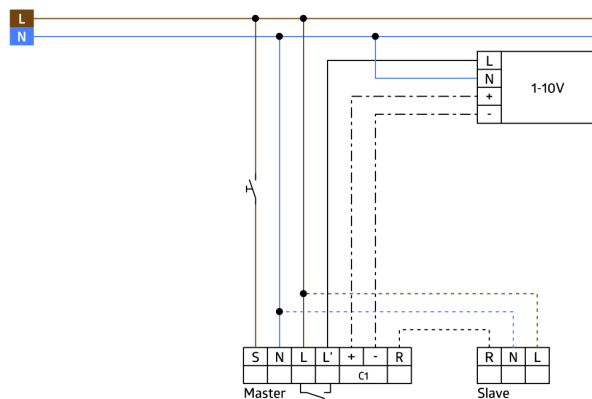 L
N
L
N
+
-
1-10V
S N L L' + - R
C1
Master
R N L
Slave